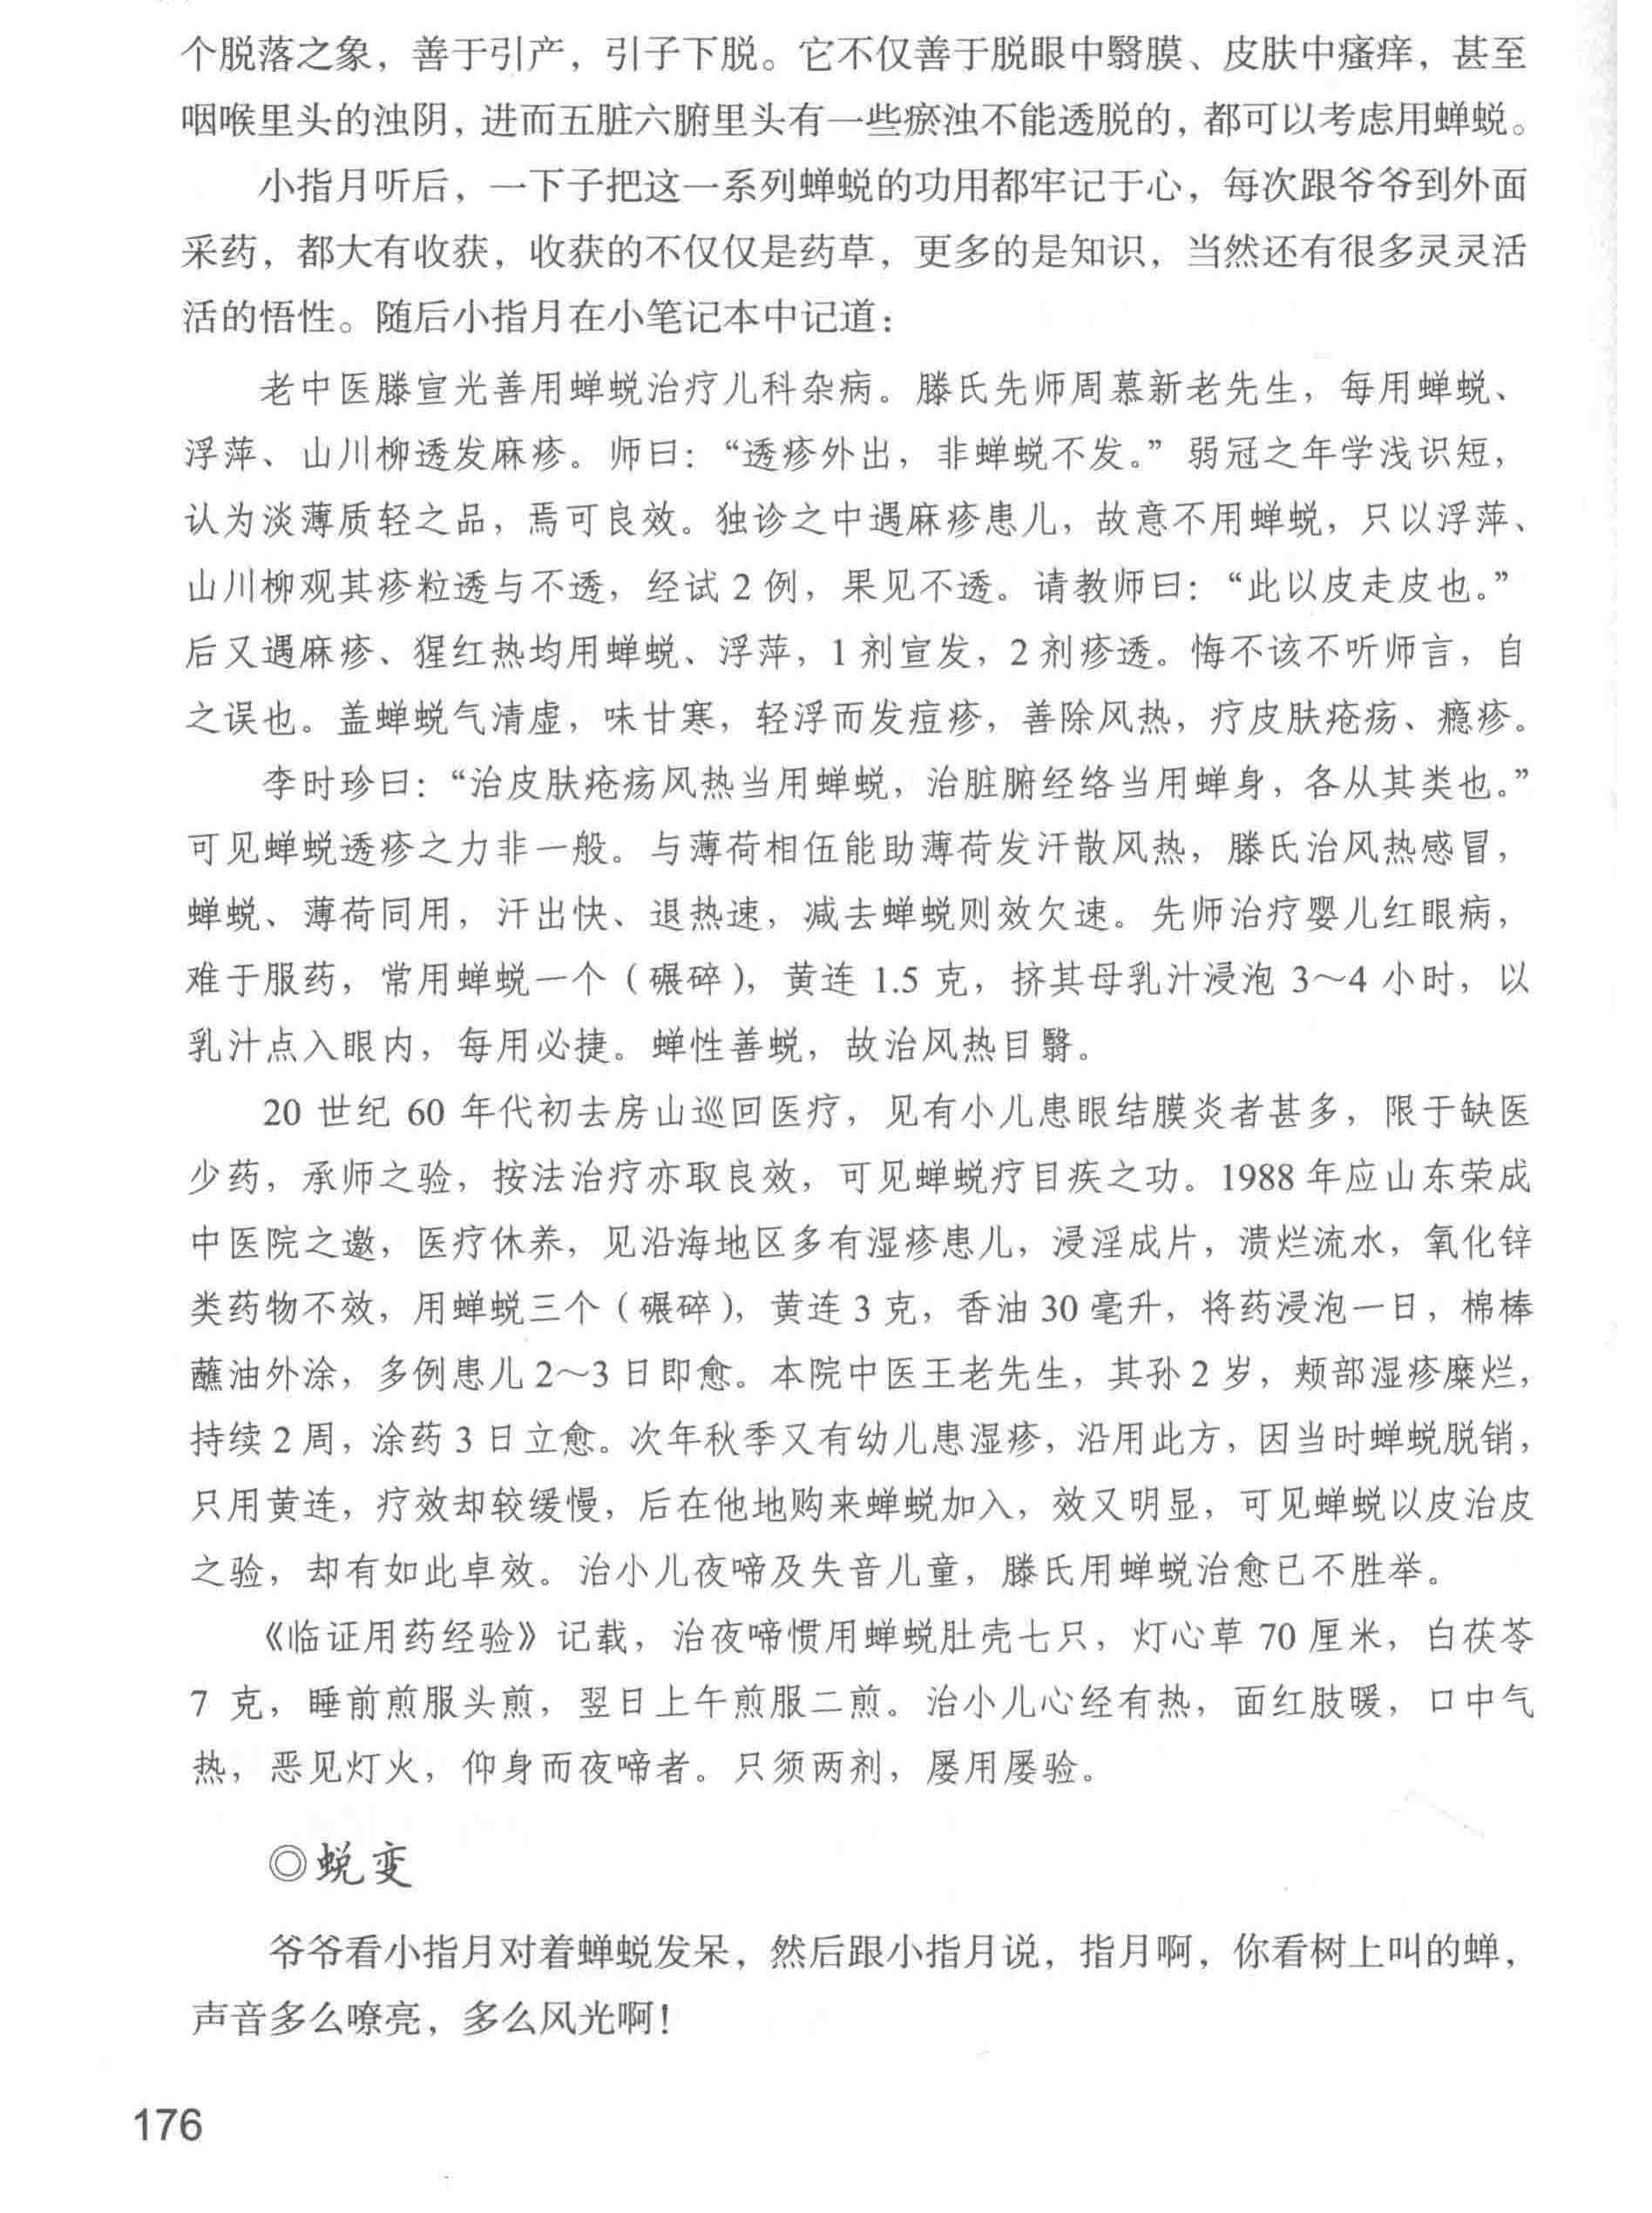 个脱落之象，善于引产，引子下脱。它不仅善于脱眼中翳膜、皮肤中瘙痒，甚至
咽喉里头的浊阴，进而五脏六腑里头有一些瘀浊不能透脱的，都可以考虑用蝉蜕。
小指月听后，一下子把这一系列蝉蜕的功用都牢记于心，每次跟爷爷到外面
采药，都大有收获，收获的不仅仅是药草，更多的是知识，当然还有很多灵灵活
活的悟性。随后小指月在小笔记本中记道：
老中医滕宣光善用蝉蜕治疗儿科杂病。滕氏先师周慕新老先生，每用蝉蜕、
浮萍、山川柳透发麻疹。师曰：“透疹外出，非蝉蜕不发。”弱冠之年学浅识短，
认为淡薄质轻之品，焉可良效。独诊之中遇麻疹患儿，故意不用蝉蜕，只以浮萍、
山川柳观其疹粒透与不透，经试 2 例，果见不透。请教师曰：“此以皮走皮也。”
后又遇麻疹、猩红热均用蝉蜕、浮萍，1 剂宣发，2 剂疹透。悔不该不听师言，自
之误也。盖蝉蜕气清虚，味甘寒，轻浮而发痘疹，善除风热，疗皮肤疮疡、瘾疹。
李时珍曰：“治皮肤疮疡风热当用蝉蜕，治脏腑经络当用蝉身，各从其类也。”
可见蝉蜕透疹之力非一般。与薄荷相伍能助薄荷发汗散风热，滕氏治风热感冒，
蝉蜕、薄荷同用，汗出快、退热速，减去蝉蜕则效欠速。先师治疗婴儿红眼病，
难于服药，常用蝉蜕一个（碾碎），黄连 1.5 克，挤其母乳汁浸泡 3～4 小时，以
乳汁点入眼内，每用必捷。蝉性善蜕，故治风热目翳。
20 世纪 60 年代初去房山巡回医疗，见有小儿患眼结膜炎者甚多，限于缺医
少药，承师之验，按法治疗亦取良效，可见蝉蜕疗目疾之功。1988 年应山东荣成
中医院之邀，医疗休养，见沿海地区多有湿疹患儿，浸淫成片，溃烂流水，氧化锌
类药物不效，用蝉蜕三个（碾碎），黄连 3 克，香油 30 毫升，将药浸泡一日，棉棒
蘸油外涂，多例患儿 2～3 日即愈。本院中医王老先生，其孙 2 岁，颊部湿疹糜烂，
持续 2 周，涂药 3 日立愈。次年秋季又有幼儿患湿疹，沿用此方，因当时蝉蜕脱销，
只用黄连，疗效却较缓慢，后在他地购来蝉蜕加入，效又明显，可见蝉蜕以皮治皮
之验，却有如此卓效。治小儿夜啼及失音儿童，滕氏用蝉蜕治愈已不胜举。
《临证用药经验》记载，治夜啼惯用蝉蜕肚壳七只，灯心草 70 厘米，白茯苓
7 克，睡前煎服头煎，翌日上午煎服二煎。治小儿心经有热，面红肢暖，口中气
热，恶见灯火，仰身而夜啼者。只须两剂，屡用屡验。
◎蜕变
爷爷看小指月对着蝉蜕发呆，然后跟小指月说，指月啊，你看树上叫的蝉，
声音多么嘹亮，多么风光啊！
176